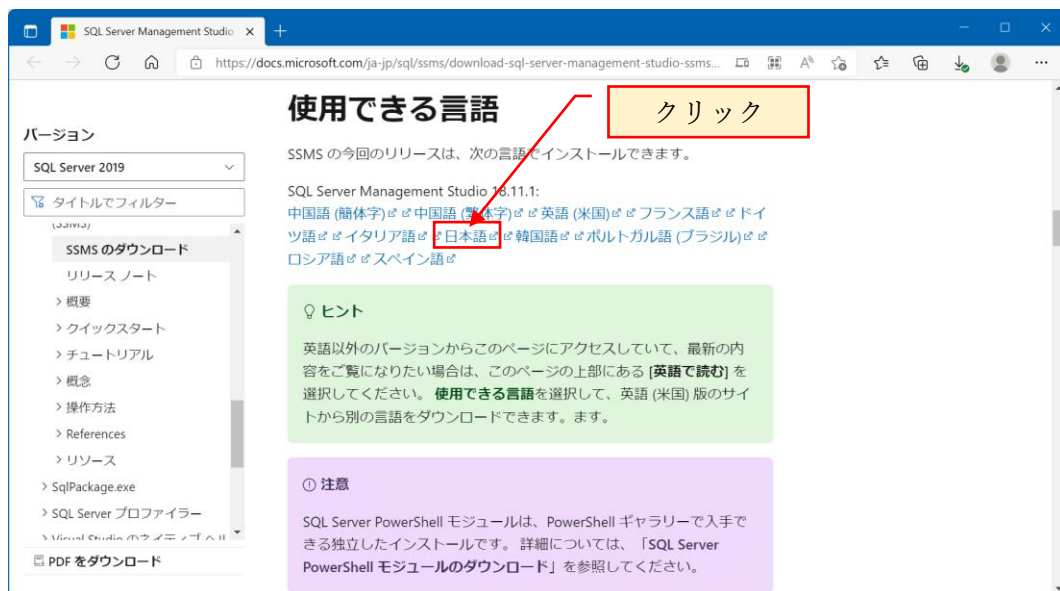 SQL Server Management Studio
https://docs.microsoft.com/ja-jp/sql/ssms/download-sql-server-management-studio-ssms...
バージョン
SQL Server 2019
タイトルでフィルター
(SSMS)
SSMS のダウンロード
リリース ノート
概要
クイックスタート
チュートリアル
概念
操作方法
References
リソース
SqlPackage.exe
SQL Server プロファイラー
Visual Studio のネイティブ ヘル
PDF をダウンロード
使用できる言語
クリック
SSMS の今回のリリースは、次の言語でインストールできます。
SQL Server Management Studio 18.11.1:
中国語 (簡体字) 中国語 (繁体字) 英語 (米国) フランス語 ドイ
ツ語 イタリア語 日本語 韓国語 ポルトガル語 (ブラジル)
ロシア語 スペイン語
ヒント
英語以外のバージョンからこのページにアクセスしていて、最新の内
容をご覧になりたい場合は、このページの上部にある [英語で読む] を
選択してください。 使用できる言語を選択して、英語 (米国) 版のサイ
トから別の言語をダウンロードできます。ます。
注意
SQL Server PowerShell モジュールは、PowerShell ギャラリーで入手で
きる独立したインストールです。 詳細については、「SQL Server
PowerShell モジュールのダウンロード」を参照してください。